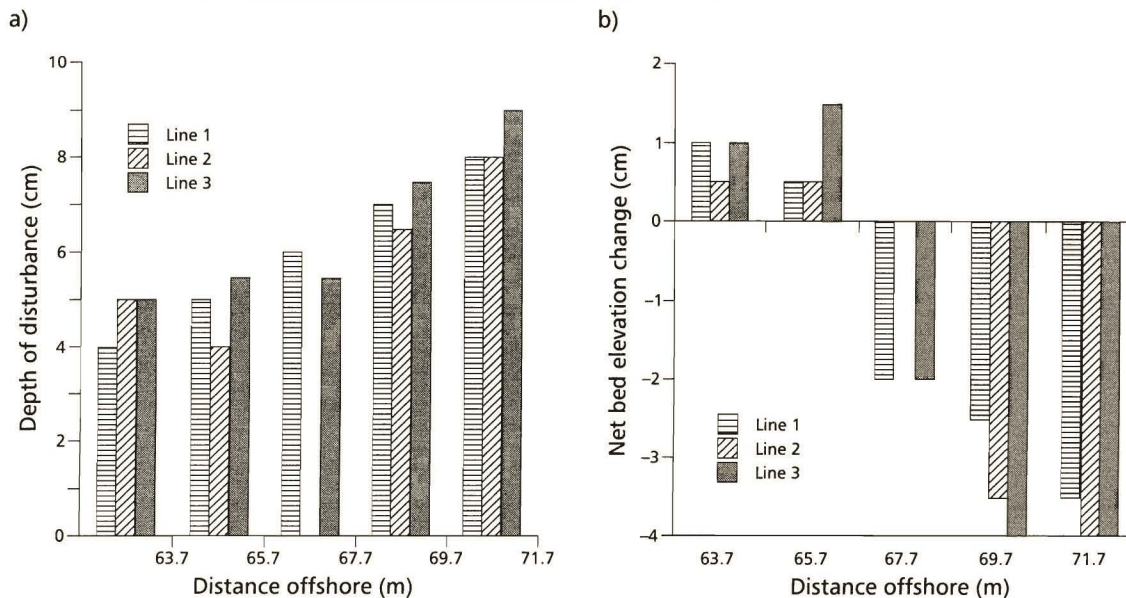 a)
Depth of disturbance (cm)
10
8
6
4
2
0
Line 1
Line 2
Line 3
63.7 65.7 67.7 69.7 71.7
Distance offshore (m)
b)
Net bed elevation change (cm)
2
1
0
−1
−2
−3
−4
Line 1
Line 2
Line 3
63.7 65.7 67.7 69.7 71.7
Distance offshore (m)